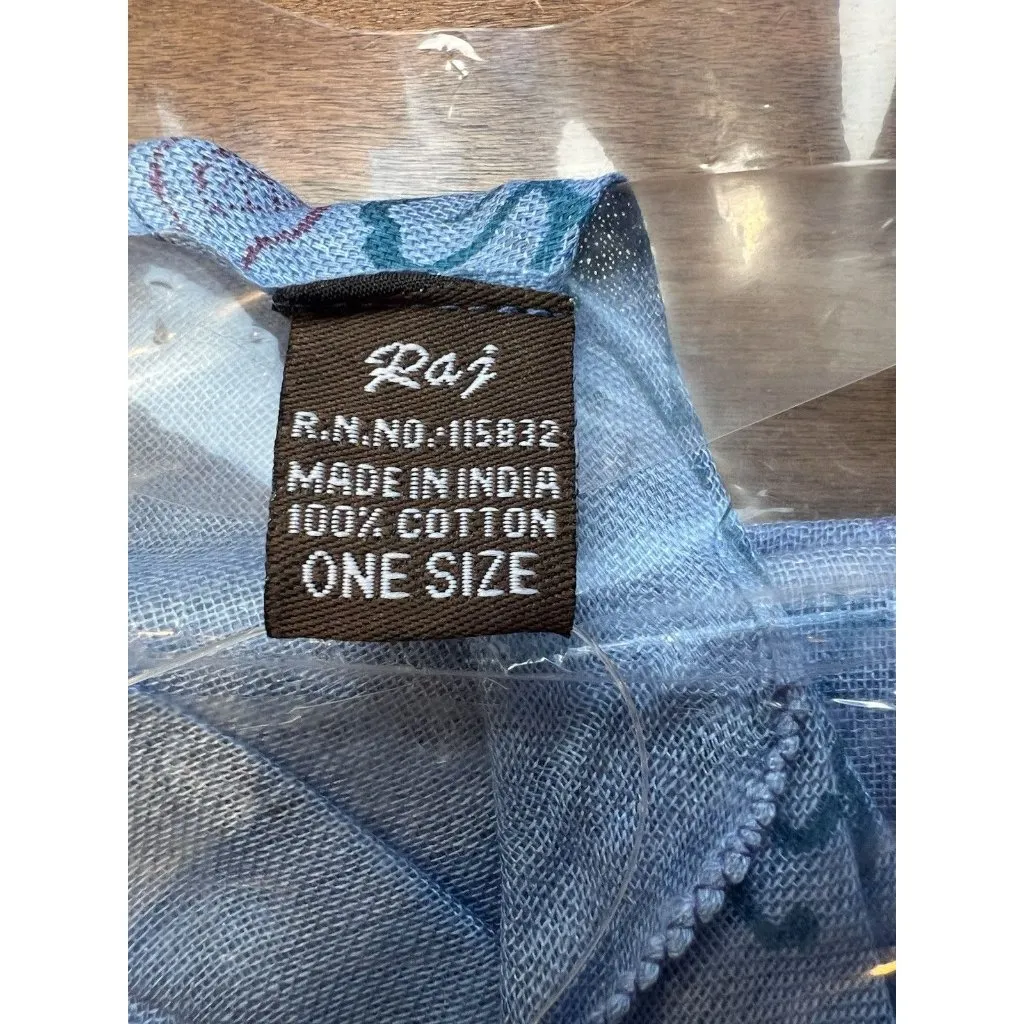 Raj
R.N.NO.:-115832
MADE IN INDIA
100% COTTON
ONE SIZE